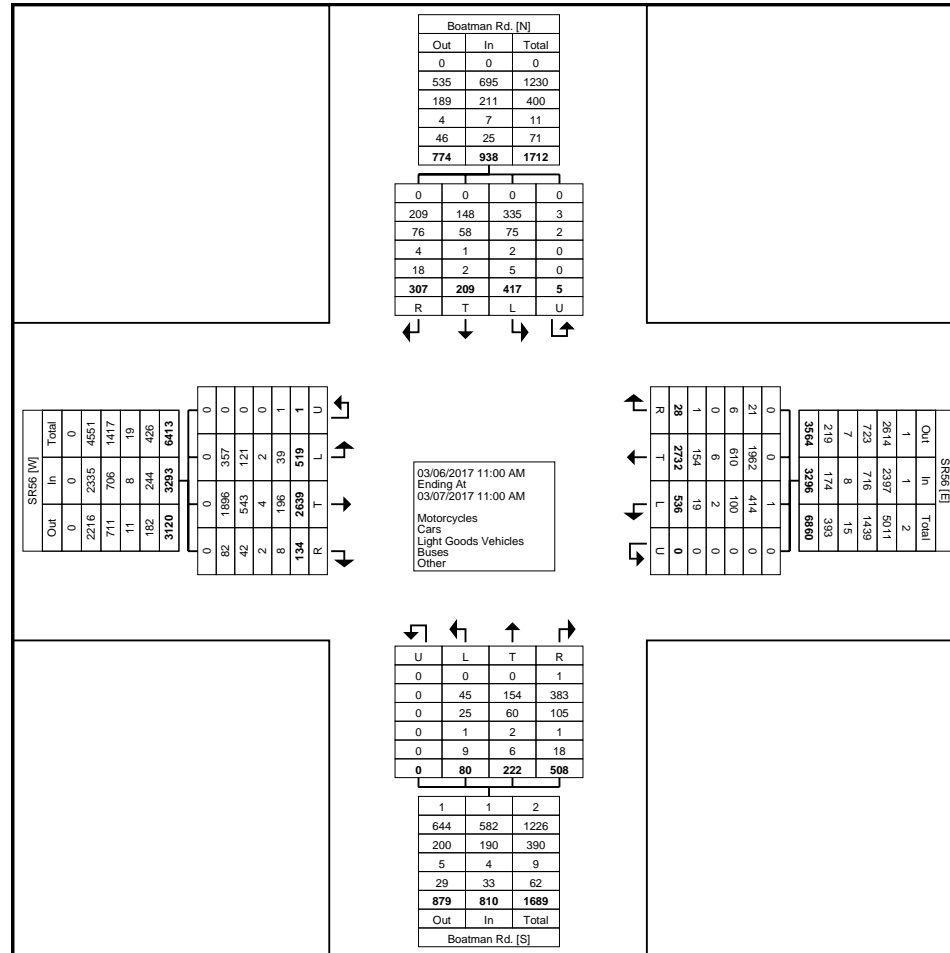 Boatman Rd. [N]
Out In Total
0 0 0
535 695 1230
189 211 400
4 7 11
46 25 71
774 938 1712
0 0 0 0
209 148 335 3
76 58 75 2
4 1 2 0
18 2 5 0
307 209 417 5
R T L U
SR56 [W]
Out In Total
0 0 0
2216 2335 4551
711 706 1417
11 8 19
182 244 426
3120 3293 6413
0 0 0 0
82 1896 357 0
42 543 121 0
2 4 2 0
8 196 39 1
134 2639 519 1
R T L U
03/06/2017 11:00 AM
Ending At
03/07/2017 11:00 AM
Motorcycles
Cars
Light Goods Vehicles
Buses
Other
SR56 [E]
Out In Total
1 1 2
2614 2397 5011
723 716 1439
7 8 15
219 174 393
3564 3296 6860
0 0 1 0
21 1962 414 0
6 610 100 0
0 6 2 0
1 154 19 0
28 2732 536 0
R T L U
U L T R
0 0 0 1
0 45 154 383
0 25 60 105
0 1 2 1
0 9 6 18
0 80 222 508
1 1 2
644 582 1226
200 190 390
5 4 9
29 33 62
879 810 1689
Out In Total
Boatman Rd. [S]